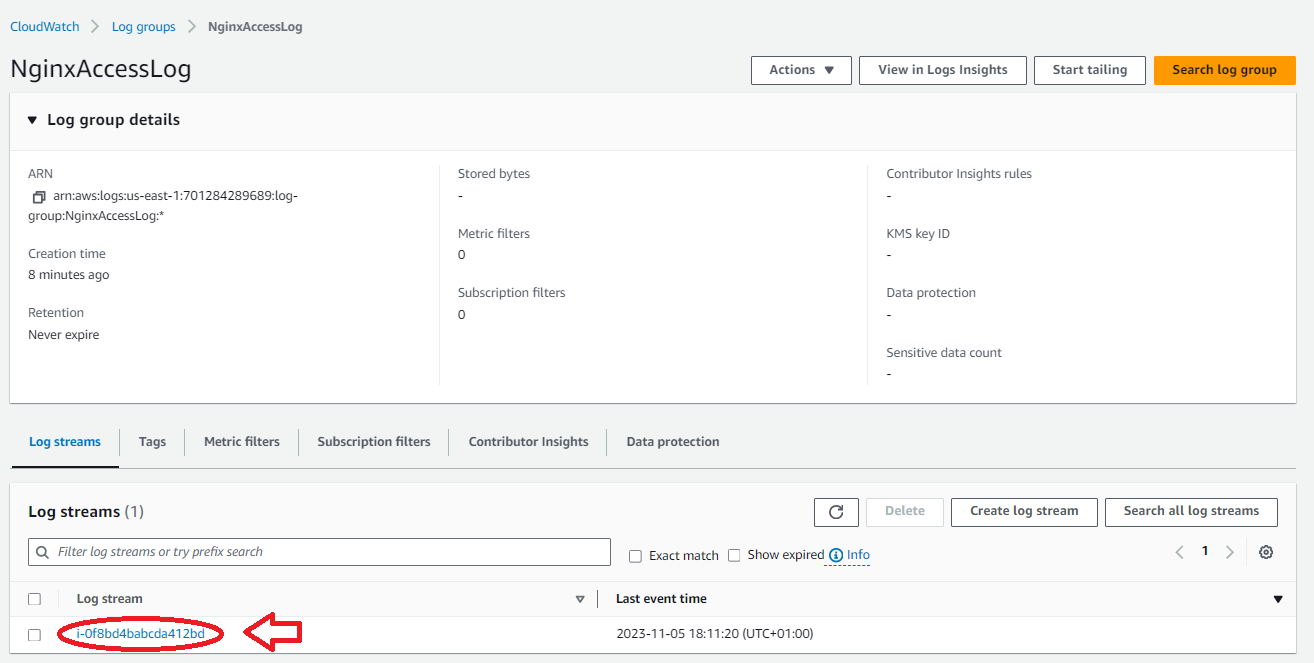 CloudWatch > Log groups > NginxAccessLog
NginxAccessLog
Actions ▼ View in Logs Insights Start tailing Search log group
▼ Log group details
ARN
arn:aws:logs:us-east-1:701284289689:log-
group:NginxAccessLog:*
Creation time
8 minutes ago
Retention
Never expire
Stored bytes
-
Metric filters
0
Subscription filters
0
Contributor Insights rules
-
KMS key ID
-
Data protection
-
Sensitive data count
-
Log streams Tags Metric filters Subscription filters Contributor Insights Data protection
Log streams (1)
Delete Create log stream Search all log streams
Filter log streams or try prefix search Exact match Show expired Info 1
Log stream Last event time
i-0f8bd4babcda412bd 2023-11-05 18:11:20 (UTC+01:00)